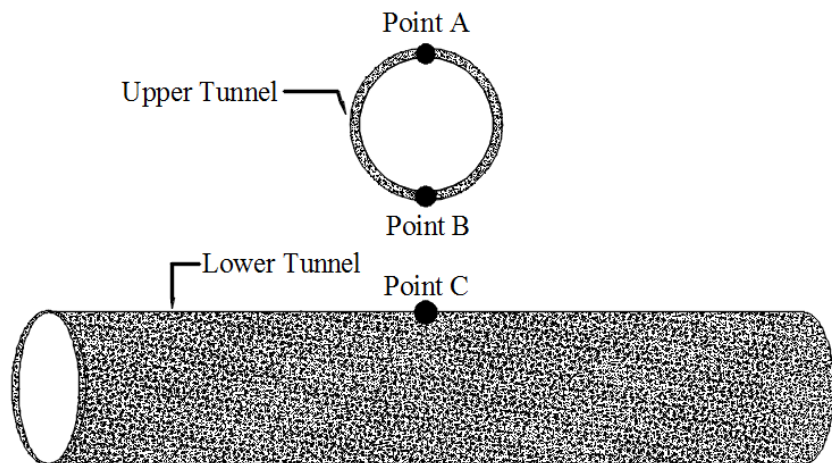 Point A
Upper Tunnel
Point B
Lower Tunnel
Point C